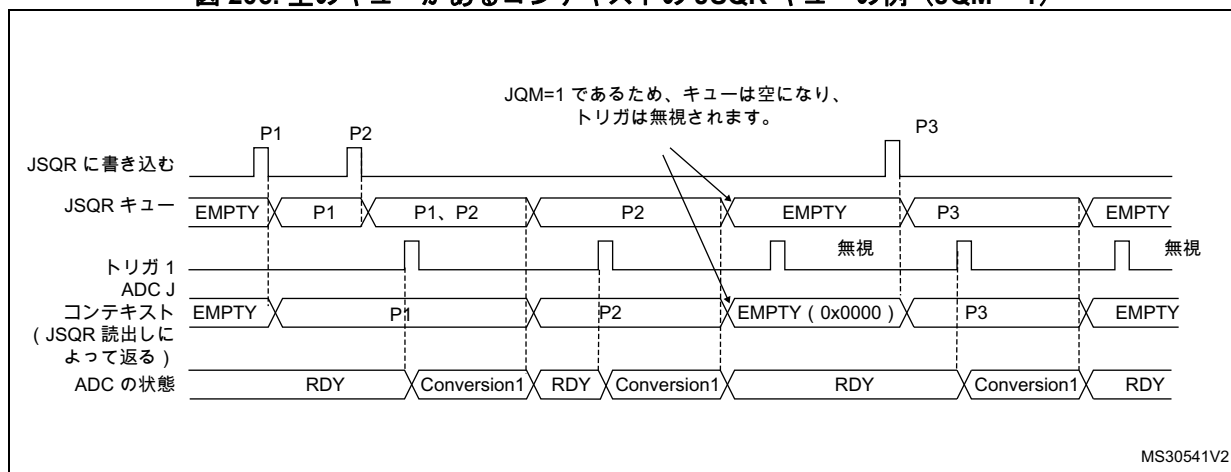 JQM=1 であるため、キューは空になり、
トリガは無視されます。
P1 P2 P3
JSQR に書き込む
JSQR キュー EMPTY P1 P1、P2 P2 EMPTY P3 EMPTY
無視 無視
トリガ 1
ADC J
コンテキスト
( JSQR 読出しに
よって返る )
EMPTY P1 P2 EMPTY ( 0x0000 ) P3 EMPTY
ADC の状態 RDY Conversion1 RDY Conversion1 RDY Conversion1 RDY
MS30541V2